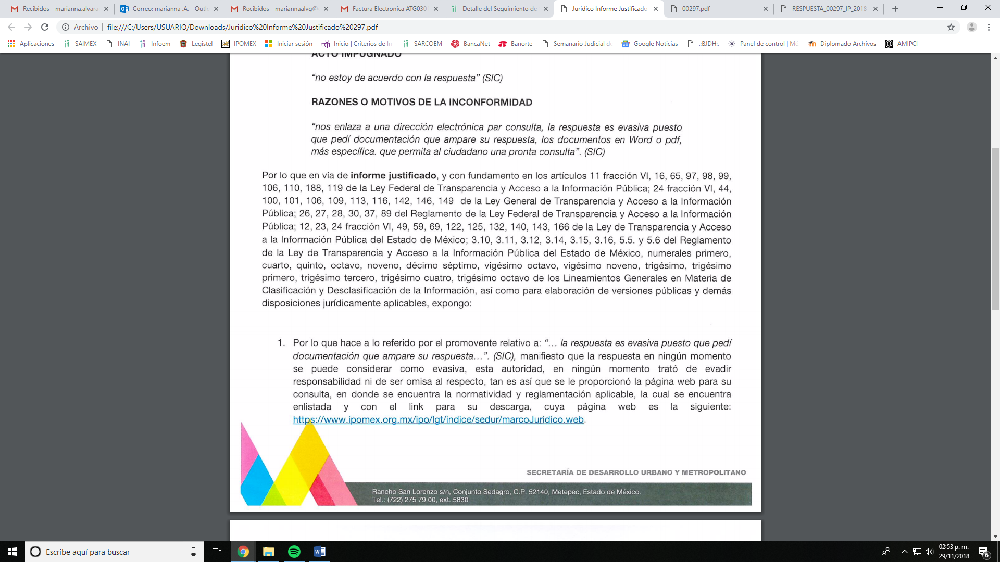 Recibidos - marianna.alvara
Correo: marianna .A. - Outlo
Recibidos - mariannaalvg@
Factura Electronica ATG0301
Detalle del Seguimiento de
Juridico Informe Justificado
00297.pdf
RESPUESTA_00297_IP_2018
Archivo
file:///C:/Users/USUARIO/Downloads/Juridico%20Informe%20Justificado%20297.pdf
Aplicaciones
SAIMEX
INAI
Infoem
Legistel
IPOMEX
Iniciar sesión
Inicio | Criterios de In
SARCOEM
BancaNet
Banorte
Semanario Judicial de
Google Noticias
.:BJDH:.
Panel de control | Mé
Diplomado Archivos
AMIPCI
ACTO IMPUGNADO
“no estoy de acuerdo con la respuesta” (SIC)
RAZONES O MOTIVOS DE LA INCONFORMIDAD
“nos enlaza a una dirección electrónica par consulta, la respuesta es evasiva puesto
que pedí documentación que ampare su respuesta, los documentos en Word o pdf,
más específica. que permita al ciudadano una pronta consulta”. (SIC)
Por lo que en vía de informe justificado, y con fundamento en los artículos 11 fracción VI, 16, 65, 97, 98, 99,
106, 110, 188, 119 de la Ley Federal de Transparencia y Acceso a la Información Pública; 24 fracción VI, 44,
100, 101, 106, 109, 113, 116, 142, 146, 149 de la Ley General de Transparencia y Acceso a la Información
Pública; 26, 27, 28, 30, 37, 89 del Reglamento de la Ley Federal de Transparencia y Acceso a la Información
Pública; 12, 23, 24 fracción VI, 49, 59, 69, 122, 125, 132, 140, 143, 166 de la Ley de Transparencia y Acceso
a la Información Pública del Estado de México; 3.10, 3.11, 3.12, 3.14, 3.15, 3.16, 5.5. y 5.6 del Reglamento
de la Ley de Transparencia y Acceso a la Información Pública del Estado de México, numerales primero,
cuarto, quinto, octavo, noveno, décimo séptimo, vigésimo octavo, vigésimo noveno, trigésimo, trigésimo
primero, trigésimo tercero, trigésimo cuatro, trigésimo octavo de los Lineamientos Generales en Materia de
Clasificación y Desclasificación de la Información, así como para elaboración de versiones públicas y demás
disposiciones jurídicamente aplicables, expongo:
1. Por lo que hace a lo referido por el promovente relativo a: “… la respuesta es evasiva puesto que pedí
documentación que ampare su respuesta…”. (SIC), manifiesto que la respuesta en ningún momento
se puede considerar como evasiva, esta autoridad, en ningún momento trató de evadir
responsabilidad ni de ser omisa al respecto, tan es así que se le proporcionó la página web para su
consulta, en donde se encuentra la normatividad y reglamentación aplicable, la cual se encuentra
enlistada y con el link para su descarga, cuya página web es la siguiente:
https://www.ipomex.org.mx/ipo/lgt/indice/sedur/marcoJuridico.web.
SECRETARÍA DE DESARROLLO URBANO Y METROPOLITANO
Rancho San Lorenzo s/n, Conjunto Sedagro, C.P. 52140, Metepec, Estado de México.
Tel.: (722) 275 79 00, ext.:5830
Escribe aquí para buscar
02:53 p. m.
29/11/2018
6